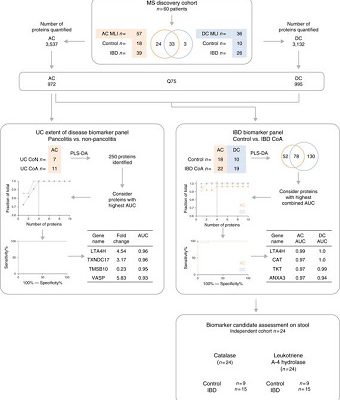 MS discovery cohort
n=60 patients
Number of
proteins quantified
AC
3,537
AC MLI n= 57
Control n= 18
IBD n= 39
24 33 3
DC MLI n= 36
Control n= 10
IBD n= 26
Number of
proteins quantified
DC
3,132
AC
972
Q75
DC
995
UC extent of disease biomarker panel
Pancolitis vs. non-pancolitis
AC
UC CoN 7
UC CoA n= 11
PLS-DA
250 proteins
identified
Fraction of total
Number of proteins
Consider
proteins with
highest AUC
Sensitivity%
100% — Specificity%
Gene
name
Fold
change
AUC
LTA4H 4.54 0.96
TXNDC17 3.17 0.96
TMSB10 0.23 0.95
VASP 5.83 0.93
IBD biomarker panel
Control vs. IBD CoA
AC DC
Control n= 16 10
IBD CoA n= 22 19
PLS-DA
52 78 130
Fraction of total
Number of proteins
AC
DC
Consider
proteins with
highest combined
AUC
Sensitivity%
100% — Specificity%
AC
DC
Gene
name
AC
AUC
DC
AUC
LTA4H 0.99 1.0
CAT 0.97 1.0
TKT 0.97 0.99
ANXA3 0.97 0.94
Biomarker candidate assessment on stool
Independent cohort n=24
Catalase
(n=24)
Control n=9
IBD n=15
Leukotriene
A-4 hydrolase
(n=24)
Control n=9
IBD n=15